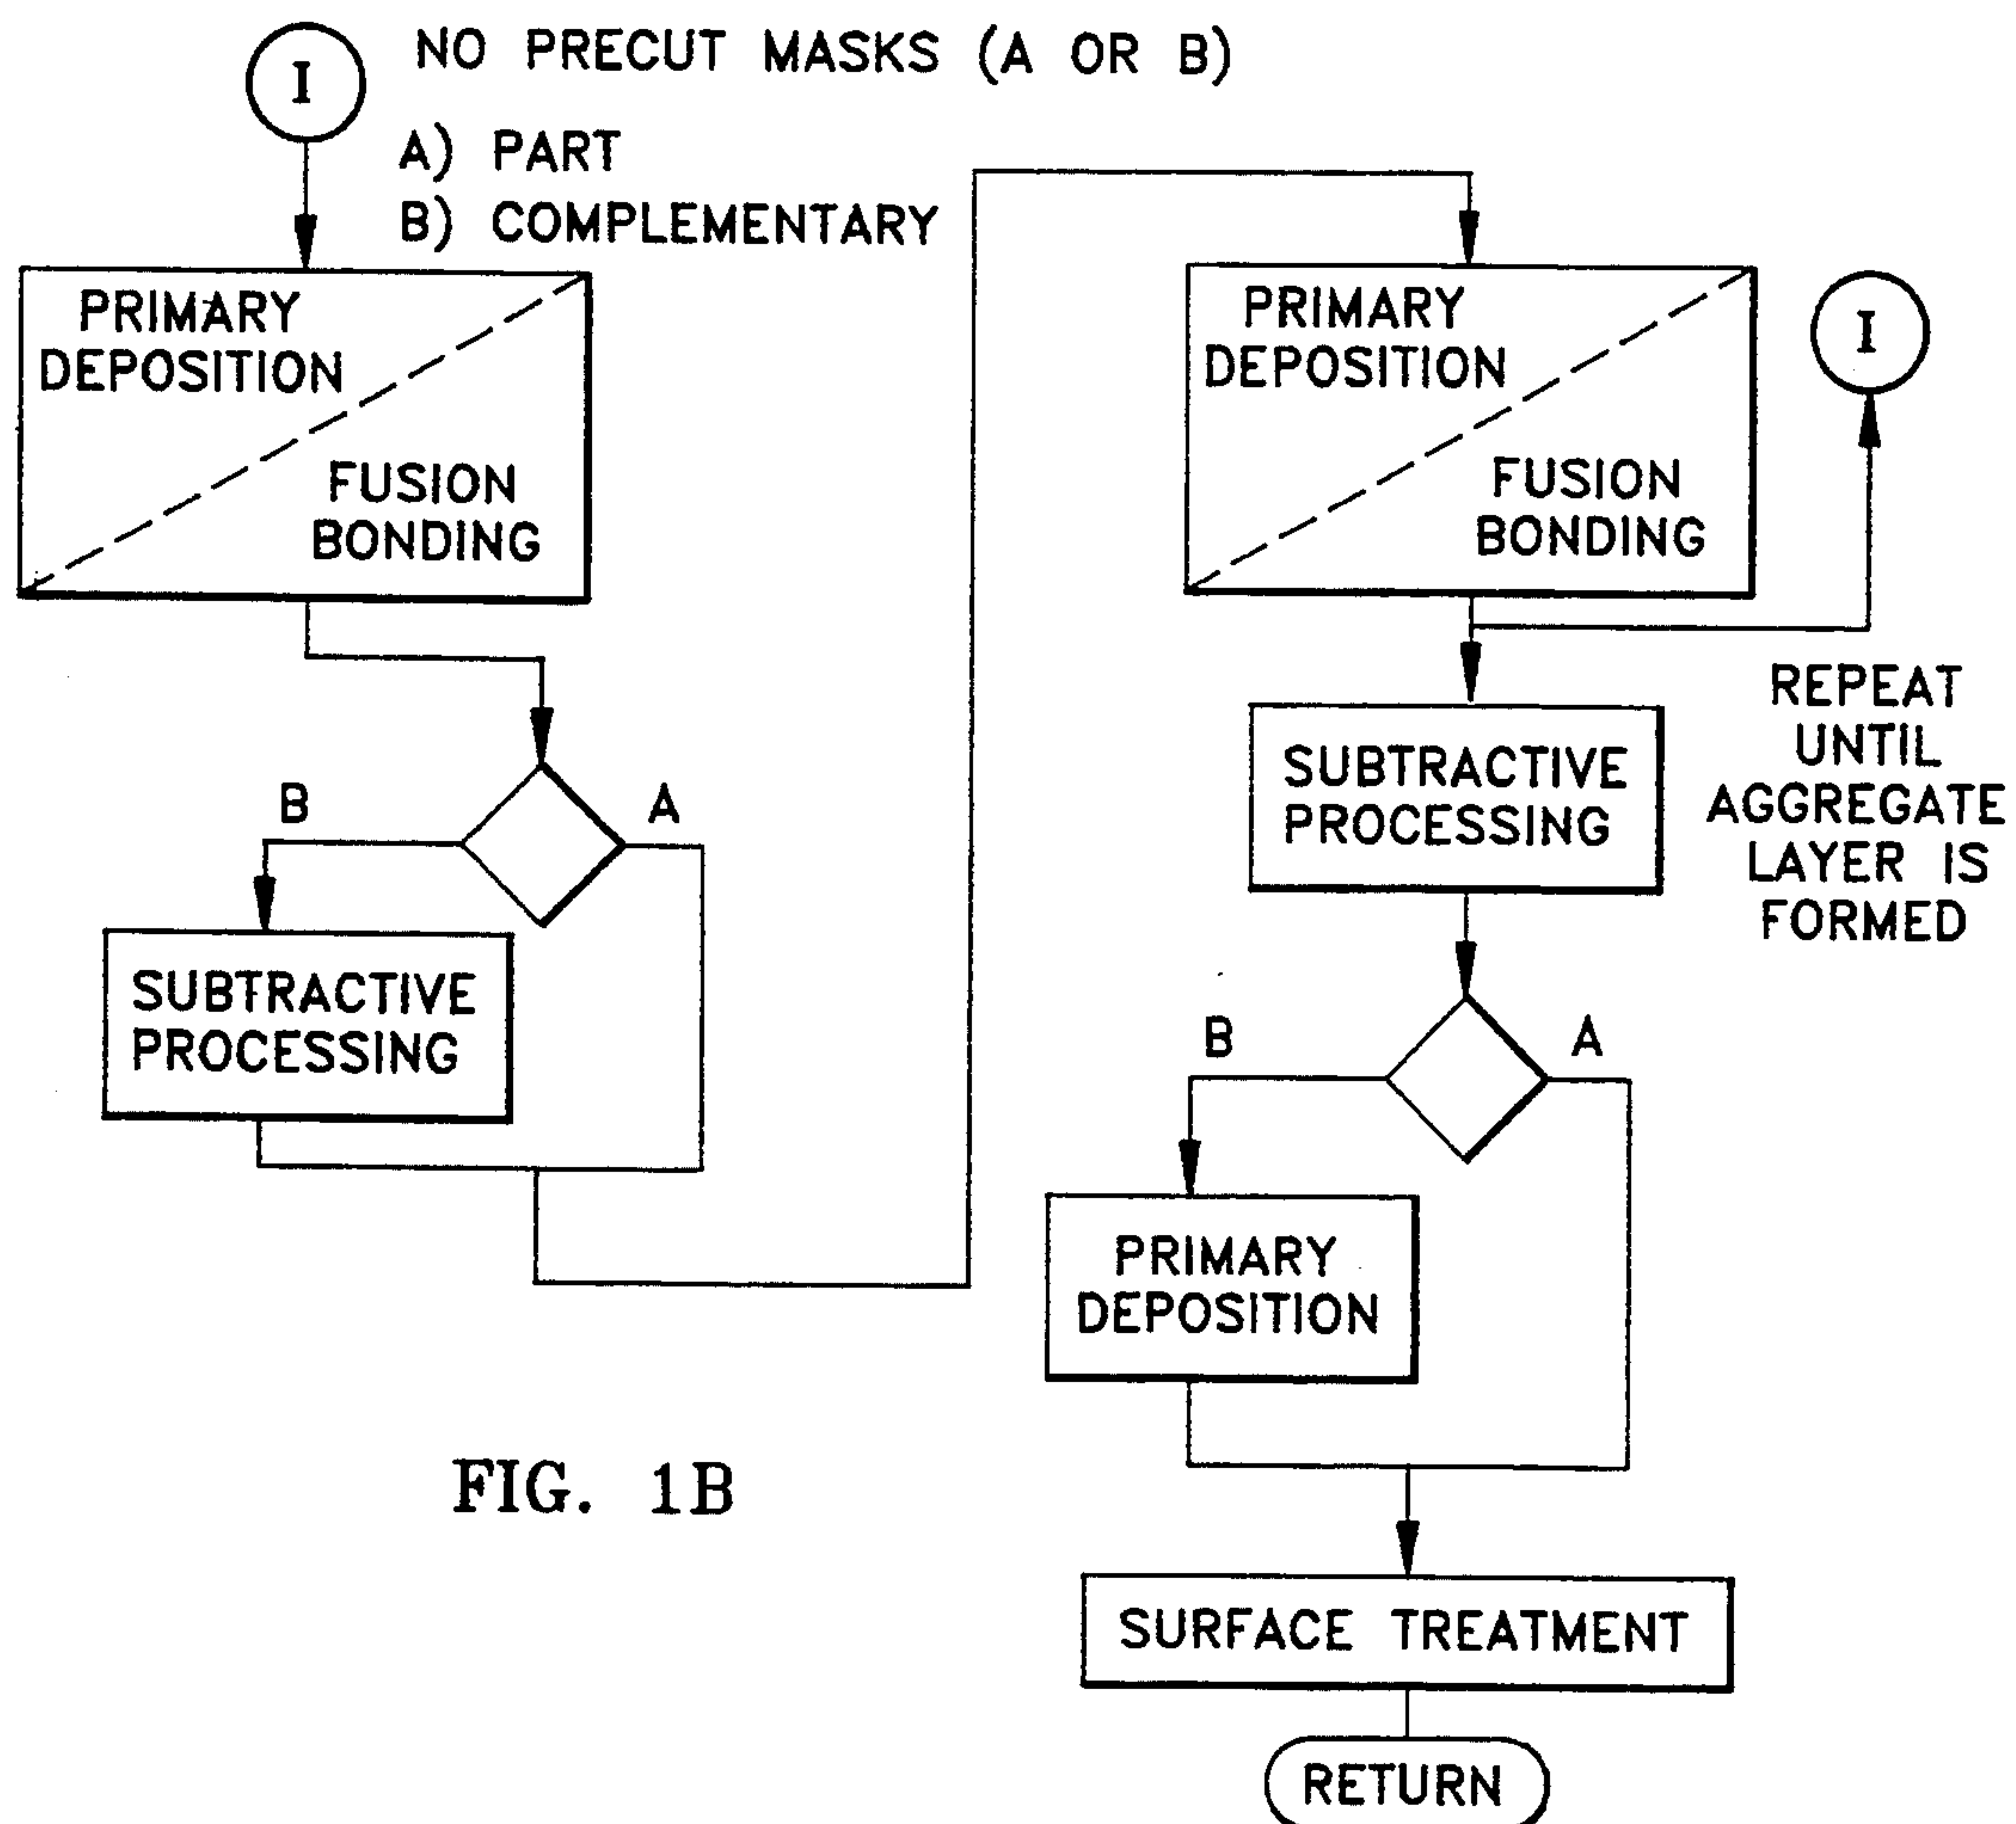 I
NO PRECUT MASKS (A OR B)
A) PART
B) COMPLEMENTARY
PRIMARY
DEPOSITION
FUSION
BONDING
B
A
SUBTRACTIVE
PROCESSING
PRIMARY
DEPOSITION
FUSION
BONDING
I
REPEAT
UNTIL
AGGREGATE
LAYER IS
FORMED
SUBTRACTIVE
PROCESSING
B
A
PRIMARY
DEPOSITION
SURFACE TREATMENT
RETURN
FIG. 1B